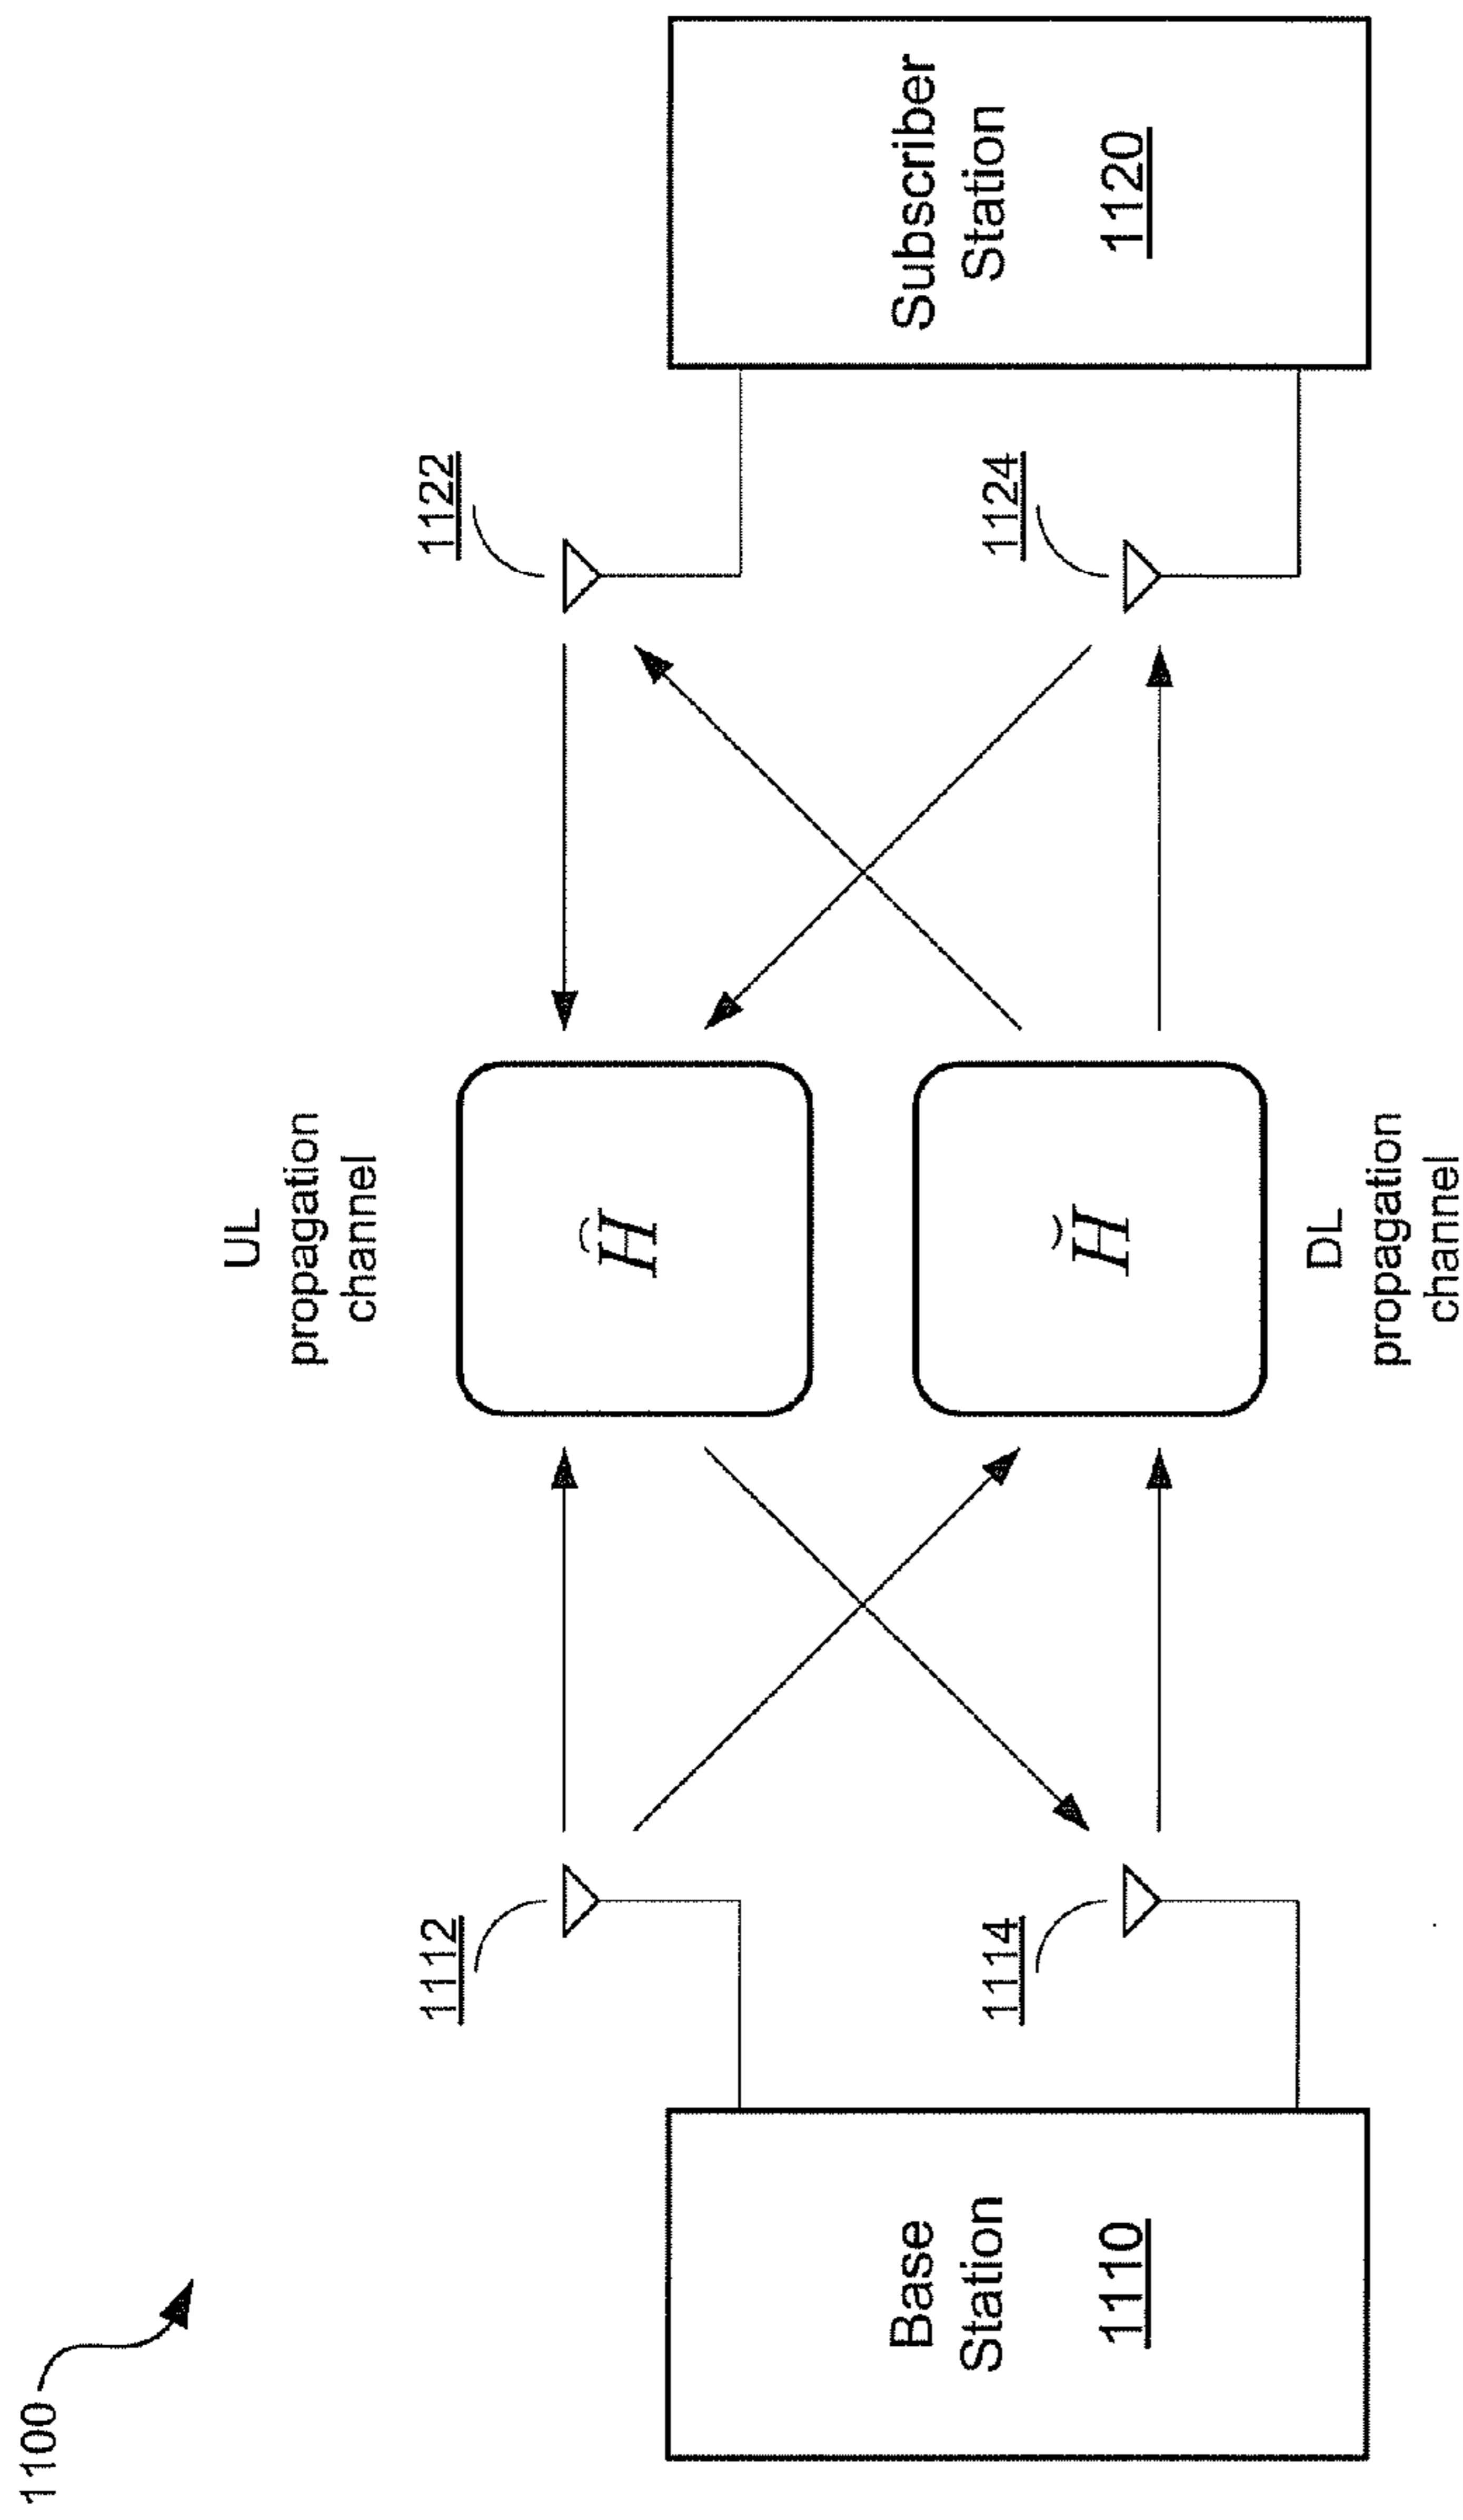 1100
UL
propagation
channel
1112
1122
H̑
Base
Station
1110
Subscriber
Station
1120
1114
1124
H̆
DL
propagation
channel